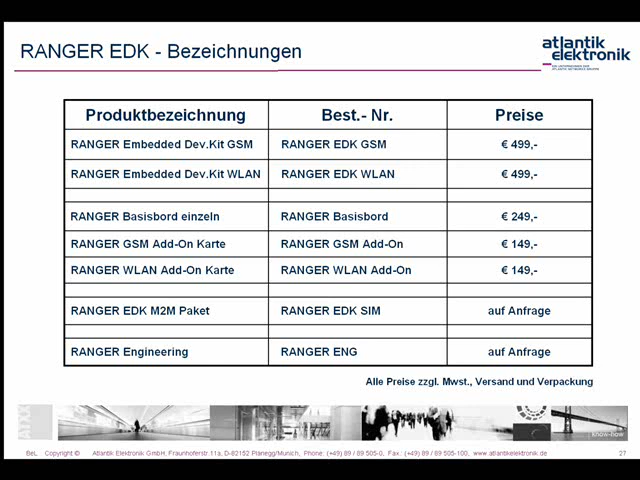 RANGER EDK - Bezeichnungen
atlantik
elektronik
Produktbezeichnung Best.- Nr. Preise
RANGER Embedded Dev.Kit GSM RANGER EDK GSM € 499,-
RANGER Embedded Dev.Kit WLAN RANGER EDK WLAN € 499,-
RANGER Basisbord einzeln RANGER Basisbord € 249,-
RANGER GSM Add-On Karte RANGER GSM Add-On € 149,-
RANGER WLAN Add-On Karte RANGER WLAN Add-On € 149,-
RANGER EDK M2M Paket RANGER EDK SIM auf Anfrage
RANGER Engineering RANGER ENG auf Anfrage
Alle Preise zzgl. Mwst., Versand und Verpackung
know-how
BeL Copyright © Atlantik Elektronik GmbH, Fraunhoferstr.11a, D-82152 Planegg/Munich, Phone: (+49) 89 / 89 505-0, Fax.: (+49) 89 / 89 505-100, www.atlantikelektronik.de 27